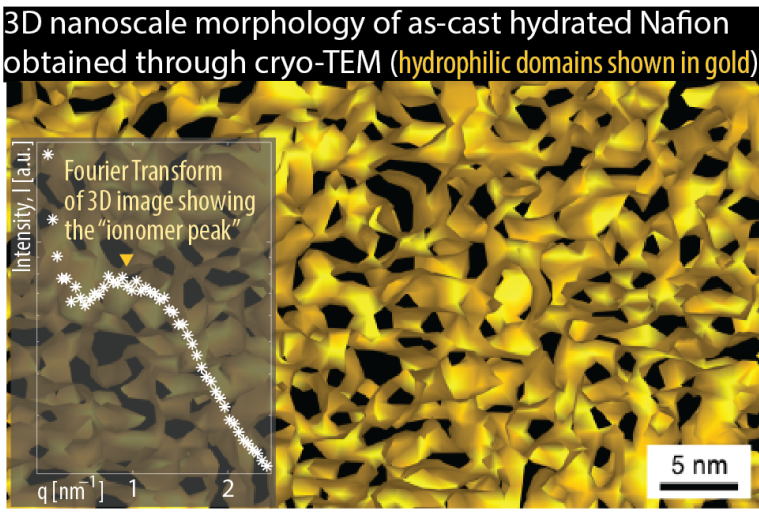 3D nanoscale morphology of as-cast hydrated Nafion
obtained through cryo-TEM (hydrophilic domains shown in gold)
Fourier Transform
of 3D image showing
the “ionomer peak”
Intensity, I [a.u.]
q [nm⁻¹] 1 2
5 nm